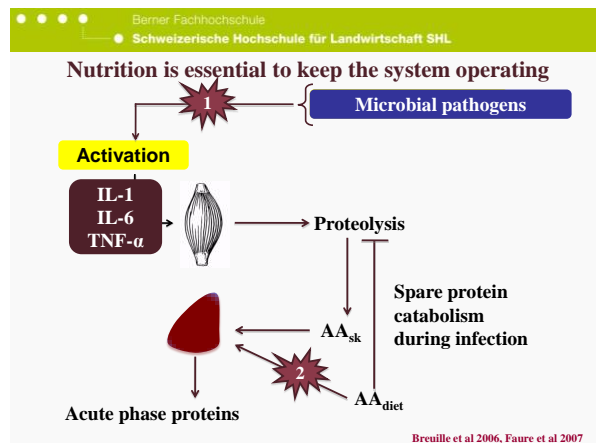 Berner Fachhochschule
Schweizerische Hochschule für Landwirtschaft SHL
Nutrition is essential to keep the system operating
1
Microbial pathogens
Activation
IL-1
IL-6
TNF-α
Proteolysis
Spare protein
catabolism
during infection
AAsk
2
AAdiet
Acute phase proteins
Breuille et al 2006, Faure et al 2007